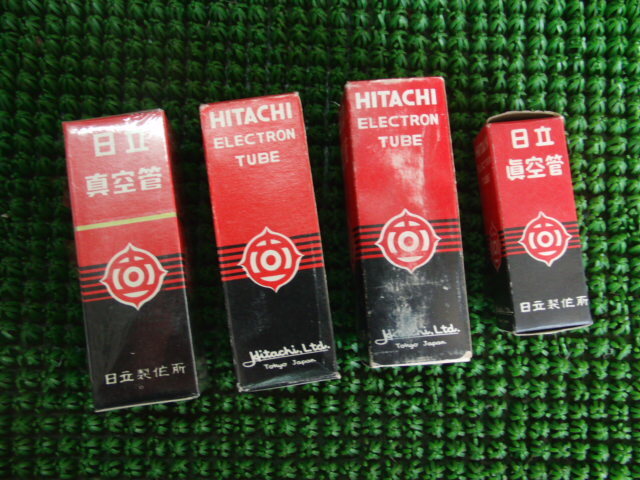 日立
真空管
日立製作所
HITACHI
ELECTRON
TUBE
Hitachi, Ltd.
Tokyo Japan
HITACHI
ELECTRON
TUBE
Hitachi, Ltd.
Tokyo Japan
日立
眞空管
日立製作所